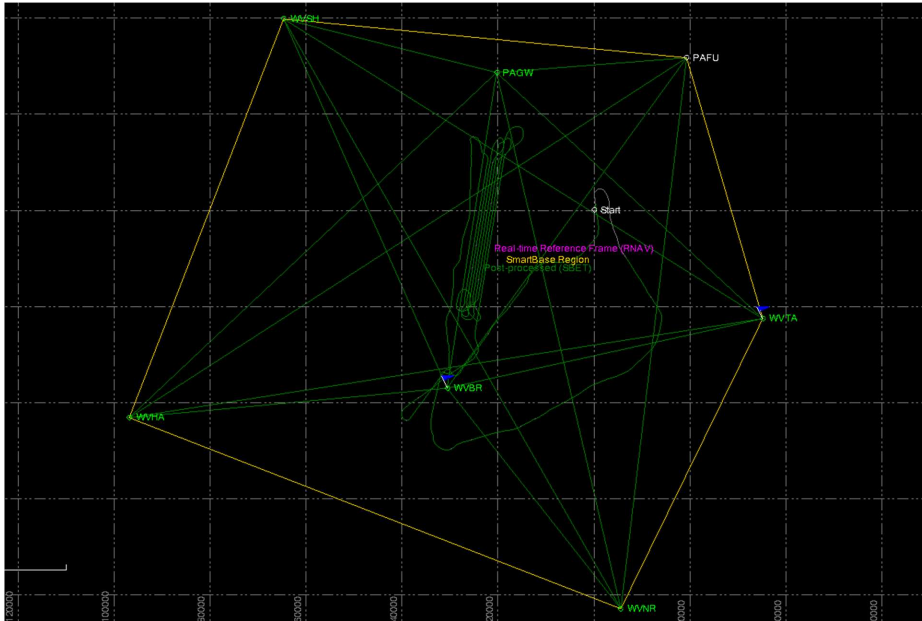 WVSH
PAFU
PAGW
Start
Real-time Reference Frame (RNAV)
SmartBase Region
Post-processed (SBET)
WVTA
WVBR
WVHA
WVNR